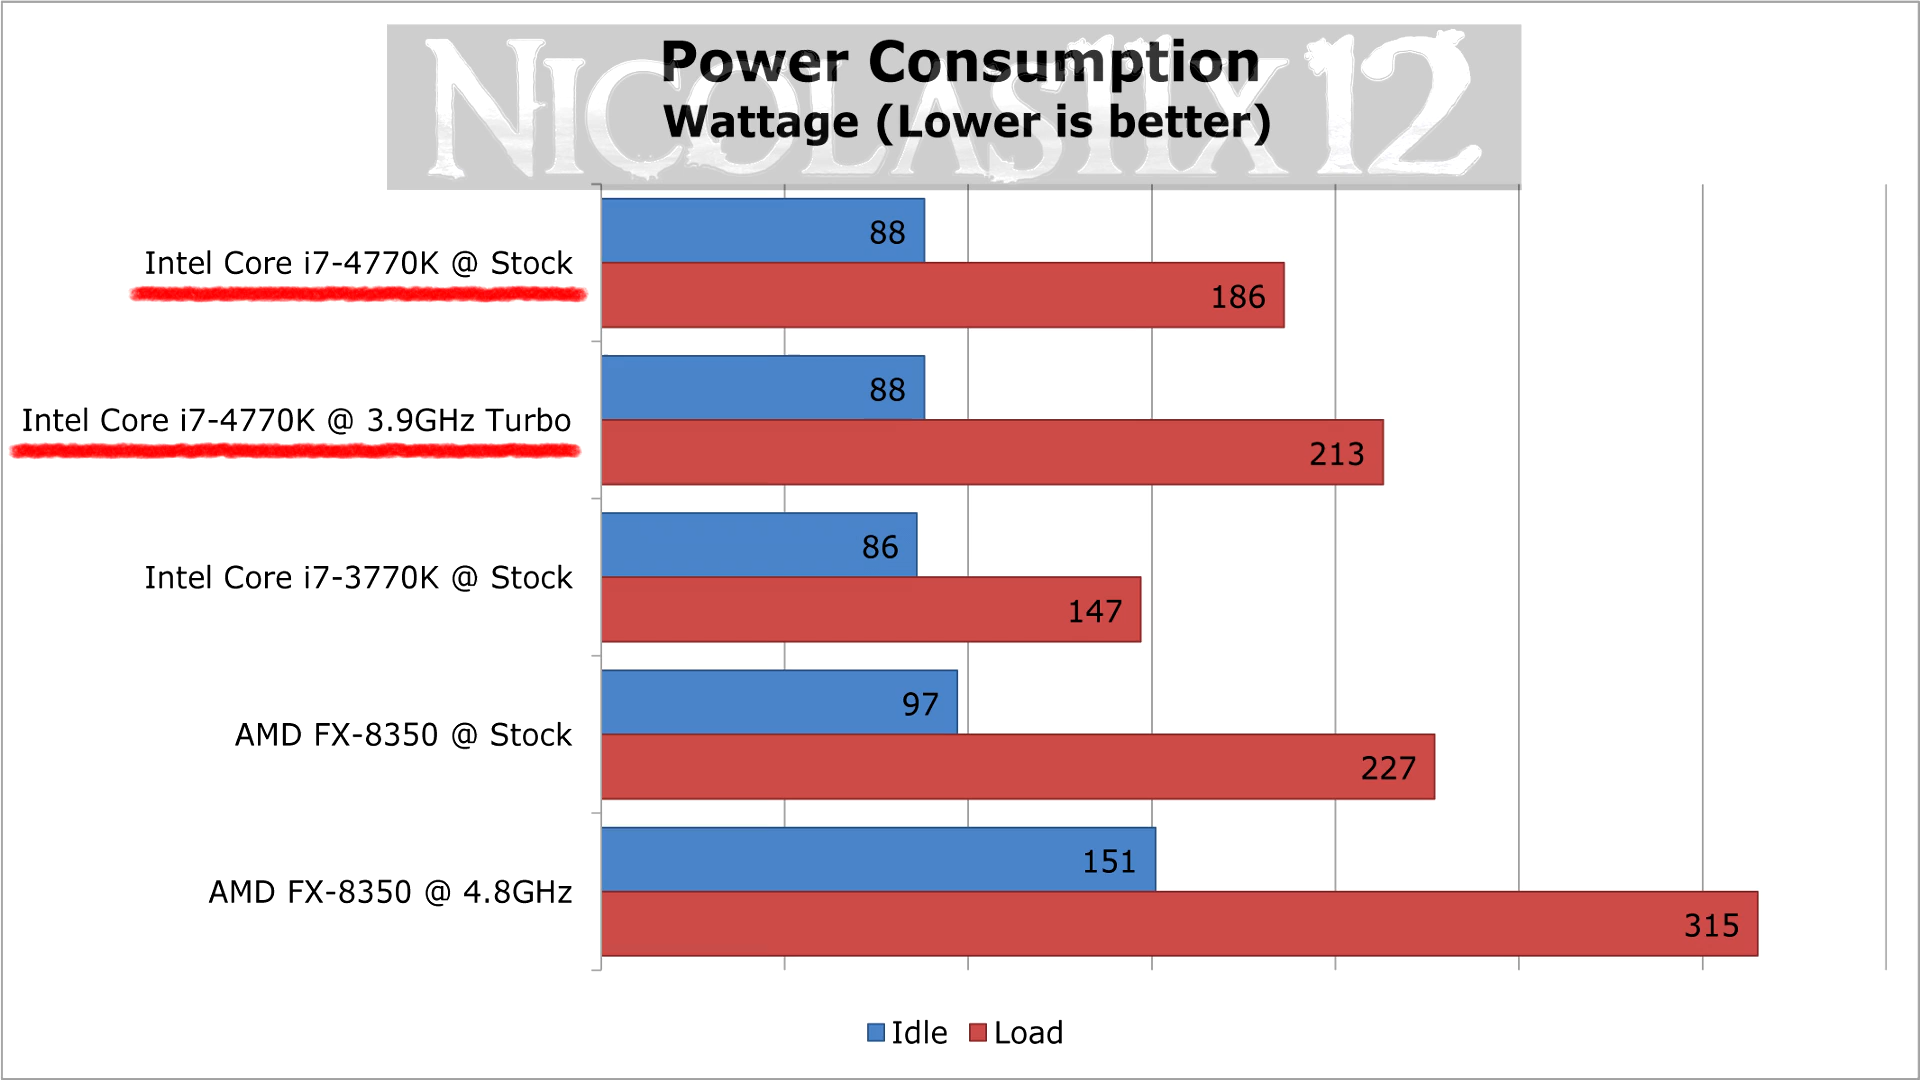 Power Consumption
Wattage (Lower is better)
Nicolas11x12
Intel Core i7-4770K @ Stock
88
186
Intel Core i7-4770K @ 3.9GHz Turbo
88
213
Intel Core i7-3770K @ Stock
86
147
AMD FX-8350 @ Stock
97
227
AMD FX-8350 @ 4.8GHz
151
315
Idle Load